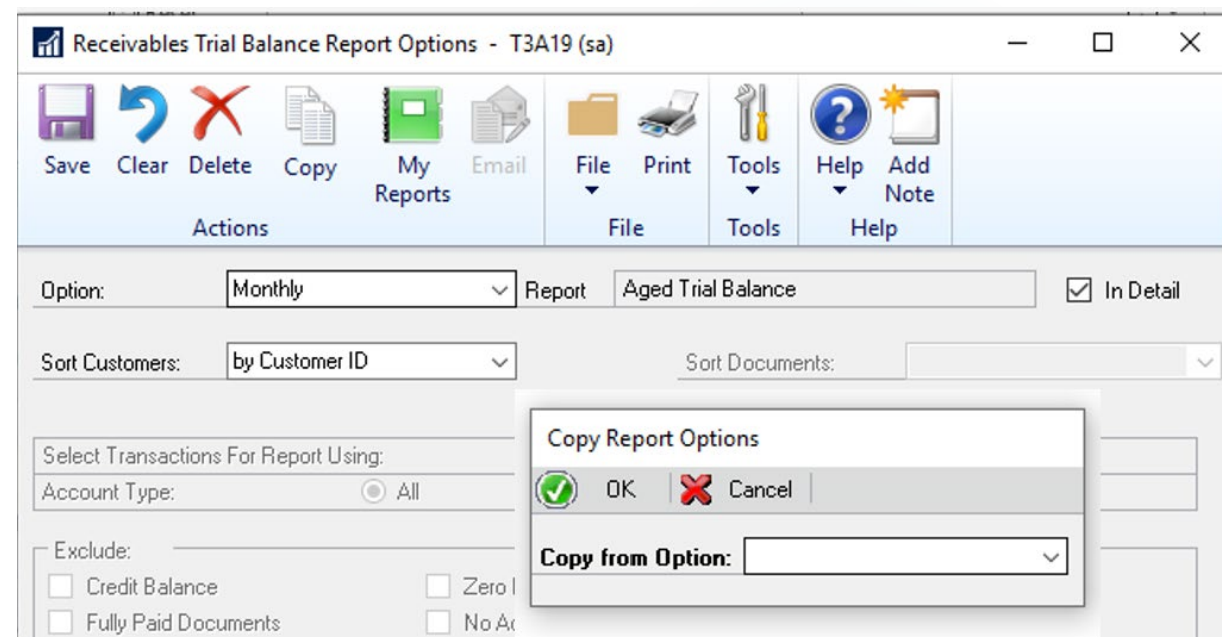 Receivables Trial Balance Report Options - T3A19 (sa)
Save Clear Delete Copy My Reports Email File Print Tools Help Add Note
Actions File Tools Help
Option: Monthly Report Aged Trial Balance In Detail
Sort Customers: by Customer ID Sort Documents:
Copy Report Options
Select Transactions For Report Using:
Account Type: All
OK Cancel
Exclude:
Copy from Option:
Credit Balance Zero
Fully Paid Documents No